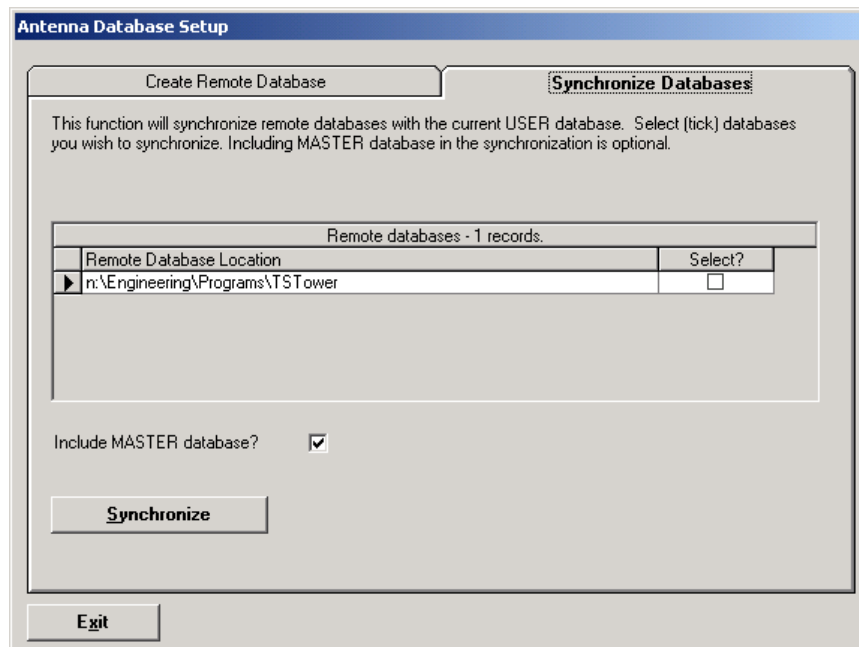 Antenna Database Setup
Create Remote Database
Synchronize Databases
This function will synchronize remote databases with the current USER database.  Select (tick) databases
you wish to synchronize. Including MASTER database in the synchronization is optional.
Remote databases - 1 records.
Remote Database Location
Select?
n:\Engineering\Programs\TSTower
Include MASTER database?
Synchronize
Exit